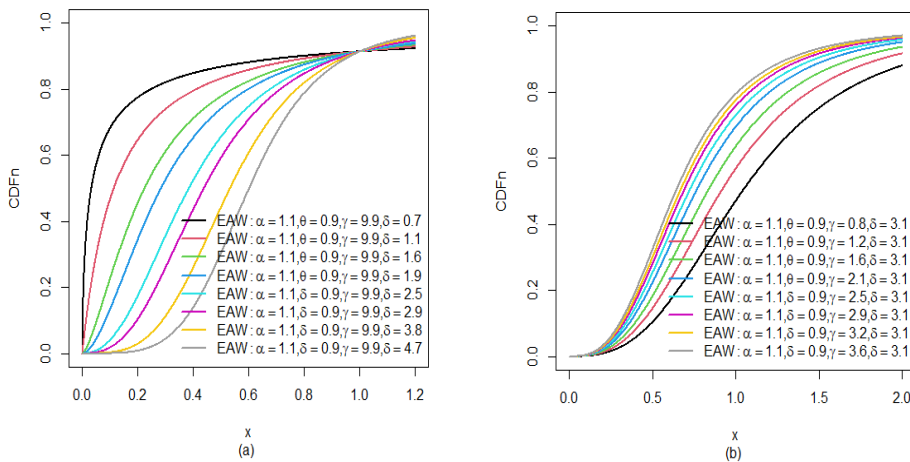 CDFn
1.0
0.8
0.6
0.4
0.2
0.0
EAW: α = 1.1,θ = 0.9,γ = 9.9,δ = 0.7
EAW: α = 1.1,θ = 0.9,γ = 9.9,δ = 1.1
EAW: α = 1.1,θ = 0.9,γ = 9.9,δ = 1.6
EAW: α = 1.1,θ = 0.9,γ = 9.9,δ = 1.9
EAW: α = 1.1,δ = 0.9,γ = 9.9,δ = 2.5
EAW: α = 1.1,δ = 0.9,γ = 9.9,δ = 2.9
EAW: α = 1.1,δ = 0.9,γ = 9.9,δ = 3.8
EAW: α = 1.1,δ = 0.9,γ = 9.9,δ = 4.7
0.0 0.2 0.4 0.6 0.8 1.0 1.2
x
(a)
CDFn
1.0
0.8
0.6
0.4
0.2
0.0
EAW: α = 1.1,θ = 0.9,γ = 0.8,δ = 3.1
EAW: α = 1.1,θ = 0.9,γ = 1.2,δ = 3.1
EAW: α = 1.1,θ = 0.9,γ = 1.6,δ = 3.1
EAW: α = 1.1,θ = 0.9,γ = 2.1,δ = 3.1
EAW: α = 1.1,δ = 0.9,γ = 2.5,δ = 3.1
EAW: α = 1.1,δ = 0.9,γ = 2.9,δ = 3.1
EAW: α = 1.1,δ = 0.9,γ = 3.2,δ = 3.1
EAW: α = 1.1,δ = 0.9,γ = 3.6,δ = 3.1
0.0 0.5 1.0 1.5 2.0
x
(b)